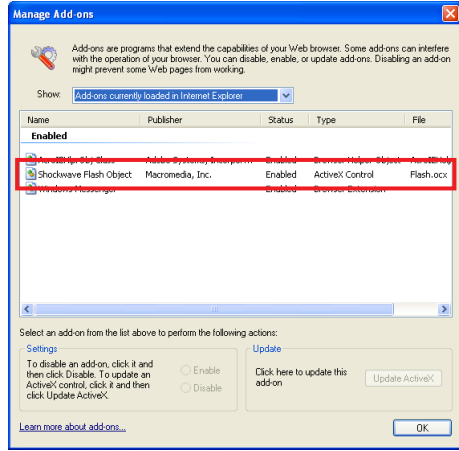 Manage Add-ons
Add-ons are programs that extend the capabilities of your Web browser. Some add-ons can interfere
with the operation of your browser. You can disable, enable, or update add-ons. Disabling an add-on
might prevent some Web pages from working.
Show: Add-ons currently loaded in Internet Explorer
Name Publisher Status Type File
Enabled
Adobe Systems, Incorpor Enabled Browser Helper Object
Shockwave Flash Object Macromedia, Inc. Enabled ActiveX Control Flash.ocx
Windows Messenger Enabled Browser Extension
Select an add-on from the list above to perform the following actions:
Settings
To disable an add-on, click it and
then click Disable. To update an
ActiveX control, click it and then
click Update ActiveX.
Enable
Disable
Update
Click here to update this
add-on
Update ActiveX
Learn more about add-ons...
OK